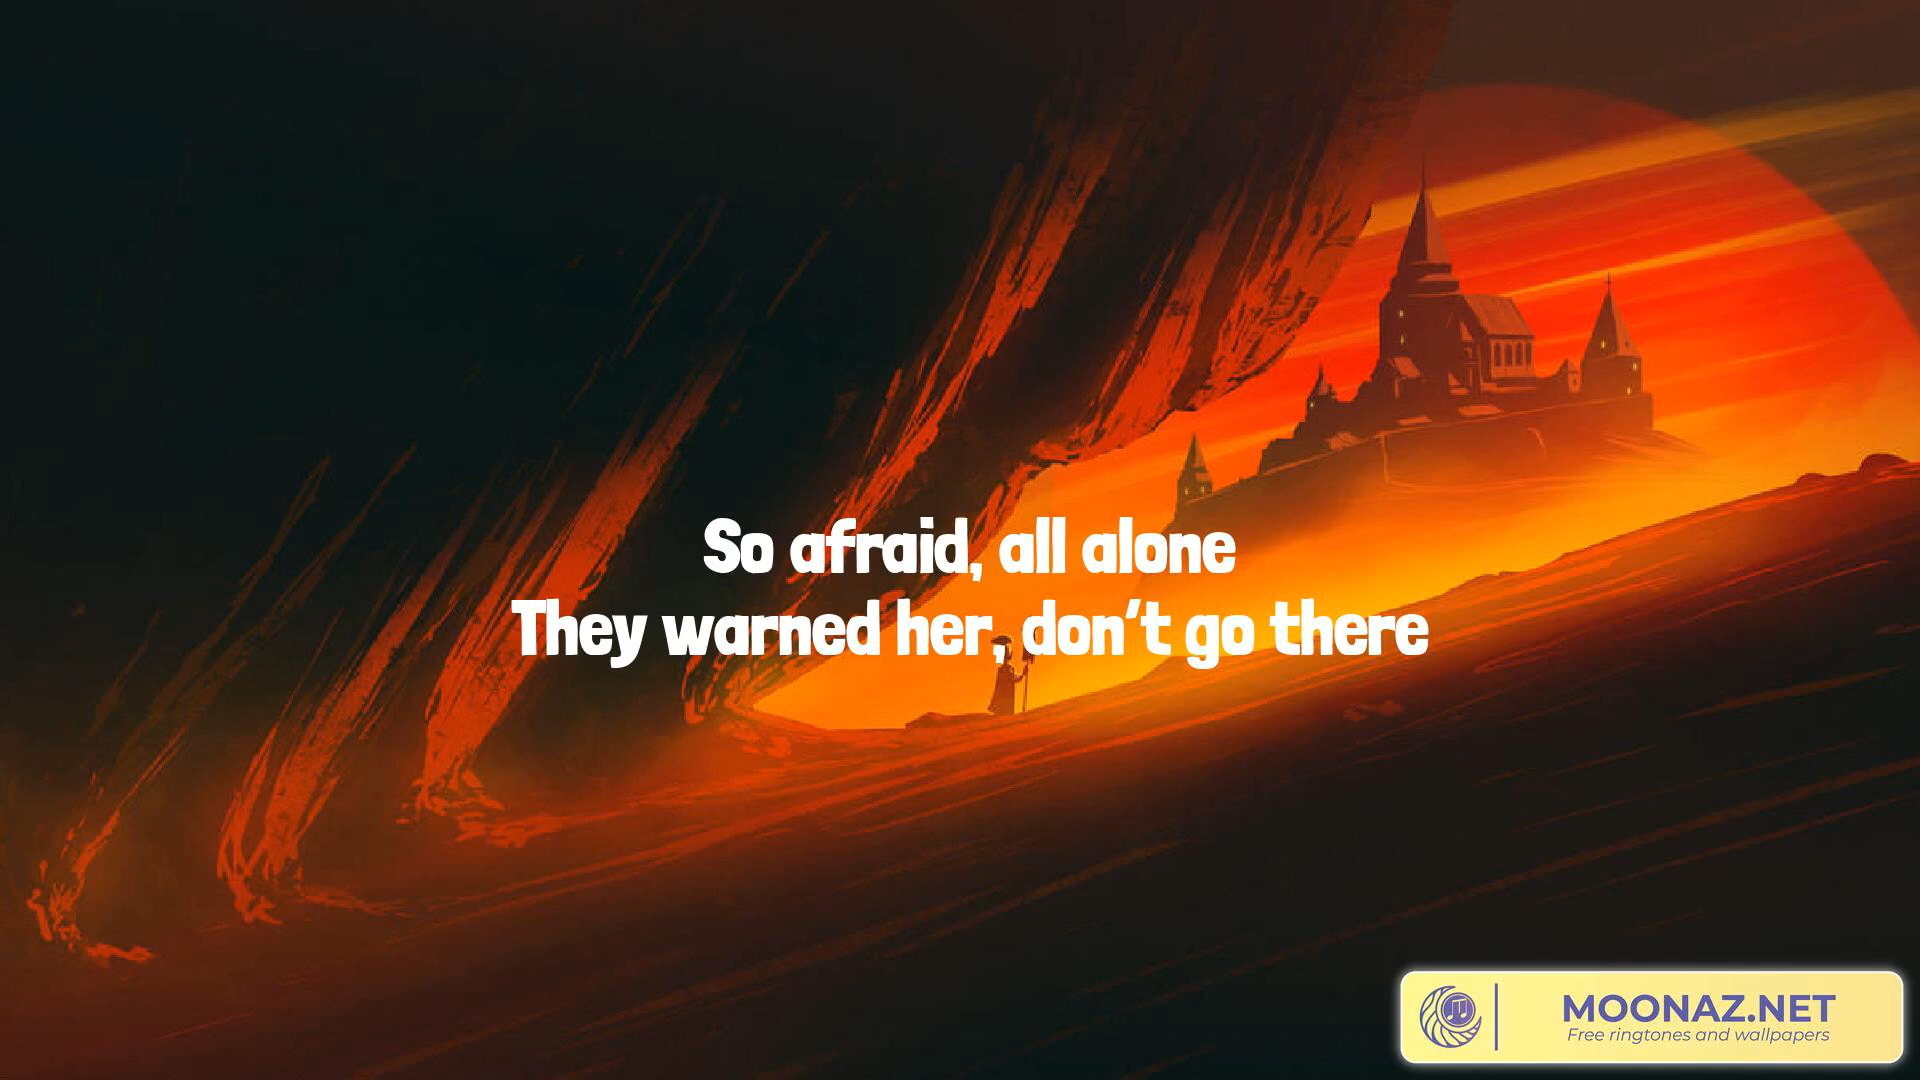 So afraid, all alone
They warned her, don't go there
MOONAZ.NET
Free ringtones and wallpapers